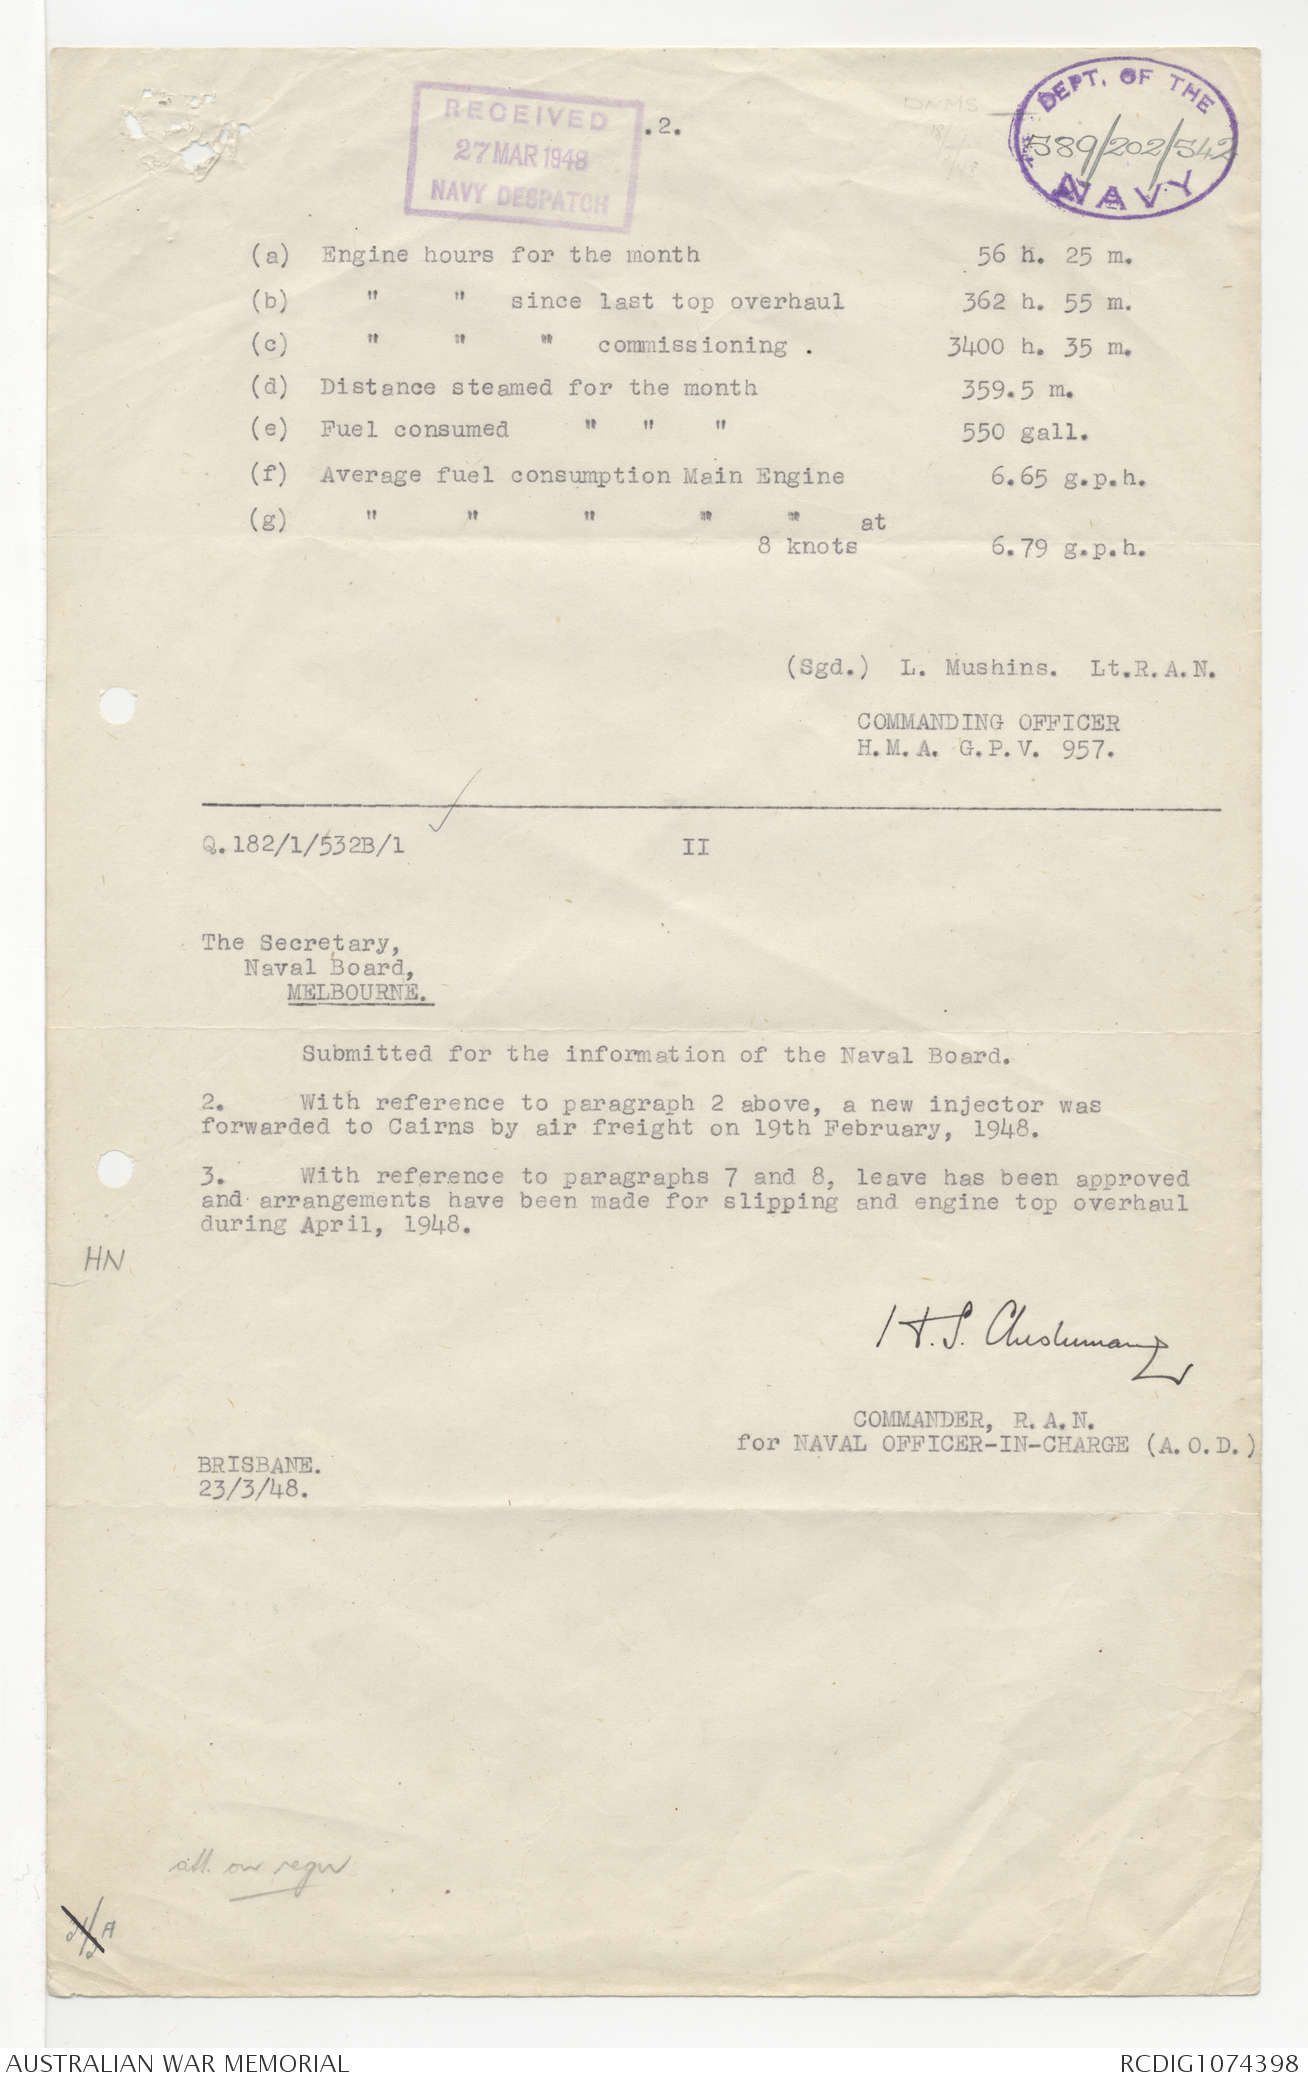 RECEIVED
27 MAR 1948
NAVY DESPATCH
.2.
DEPT. OF THE
589/202/542
NAVY
(a) Engine hours for the month 56 h. 25 m.
(b) " " since last top overhaul 362 h. 55 m.
(c) " " " commissioning . 3400 h. 35 m.
(d) Distance steamed for the month 359.5 m.
(e) Fuel consumed " " " 550 gall.
(f) Average fuel consumption Main Engine 6.65 g.p.h.
(g) " " " " " at
8 knots 6.79 g.p.h.
(Sgd.) L. Mushins. Lt.R.A.N.
COMMANDING OFFICER
H.M.A. G.P.V. 957.
Q.182/1/532B/1 II
The Secretary,
Naval Board,
MELBOURNE.
Submitted for the information of the Naval Board.
2. With reference to paragraph 2 above, a new injector was
forwarded to Cairns by air freight on 19th February, 1948.
3. With reference to paragraphs 7 and 8, leave has been approved
and arrangements have been made for slipping and engine top overhaul
during April, 1948.
HN
H.S. Chesterman
COMMANDER, R.A.N.
for NAVAL OFFICER-IN-CHARGE (A.O.D.)
BRISBANE.
23/3/48.
AUSTRALIAN WAR MEMORIAL RCDIG1074398